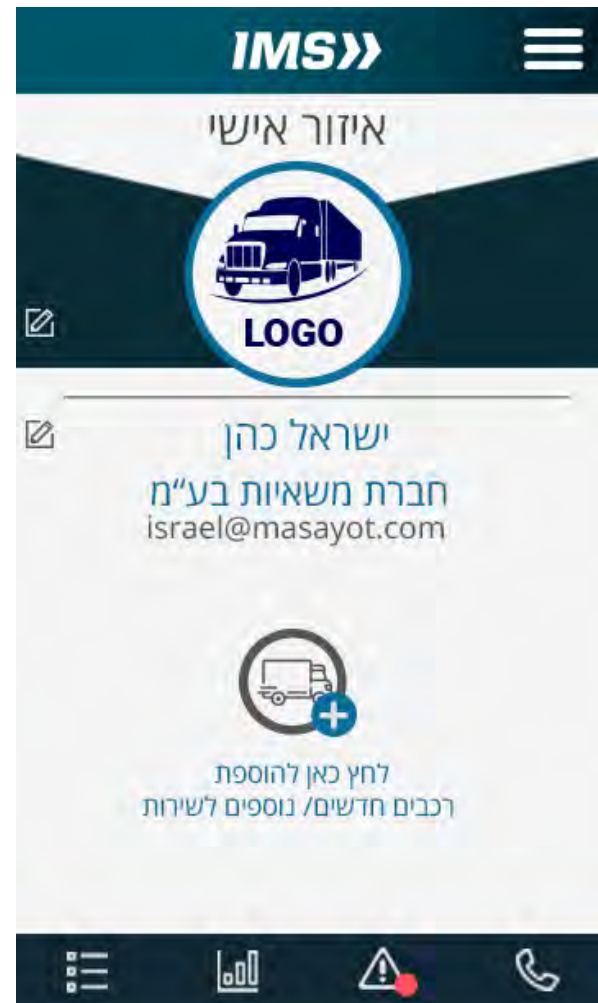 IMS»
איזור אישי
LOGO
ישראל כהן
חברת משאיות בע“מ
israel@masayot.com
לחץ כאן להוספת
רכבים חדשים/ נוספים לשירות